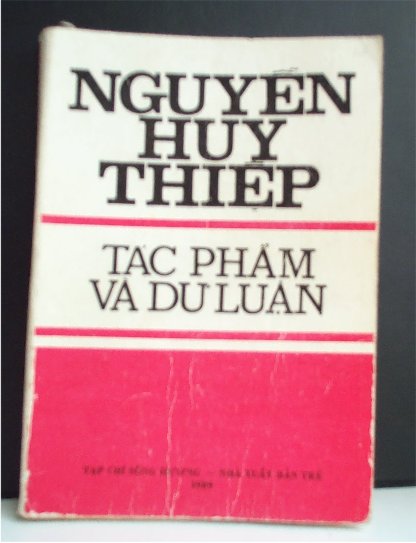 NGUYỄN
HUY
THIỆP
TÁC PHẨM
VÀ DƯ LUẬN
TẠP CHÍ SÔNG HƯƠNG - NHÀ XUẤT BẢN TRẺ
1989